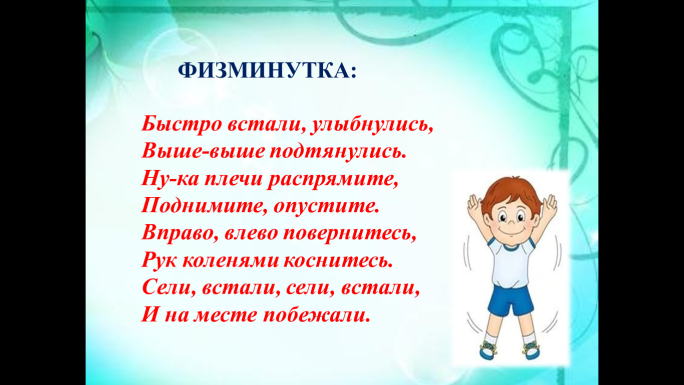 ФИЗМИНУТКА:
Быстро встали, улыбнулись,
Выше-выше подтянулись.
Ну-ка плечи распрямите,
Поднимите, опустите.
Вправо, влево повернитесь,
Рук коленями коснитесь.
Сели, встали, сели, встали,
И на месте побежали.